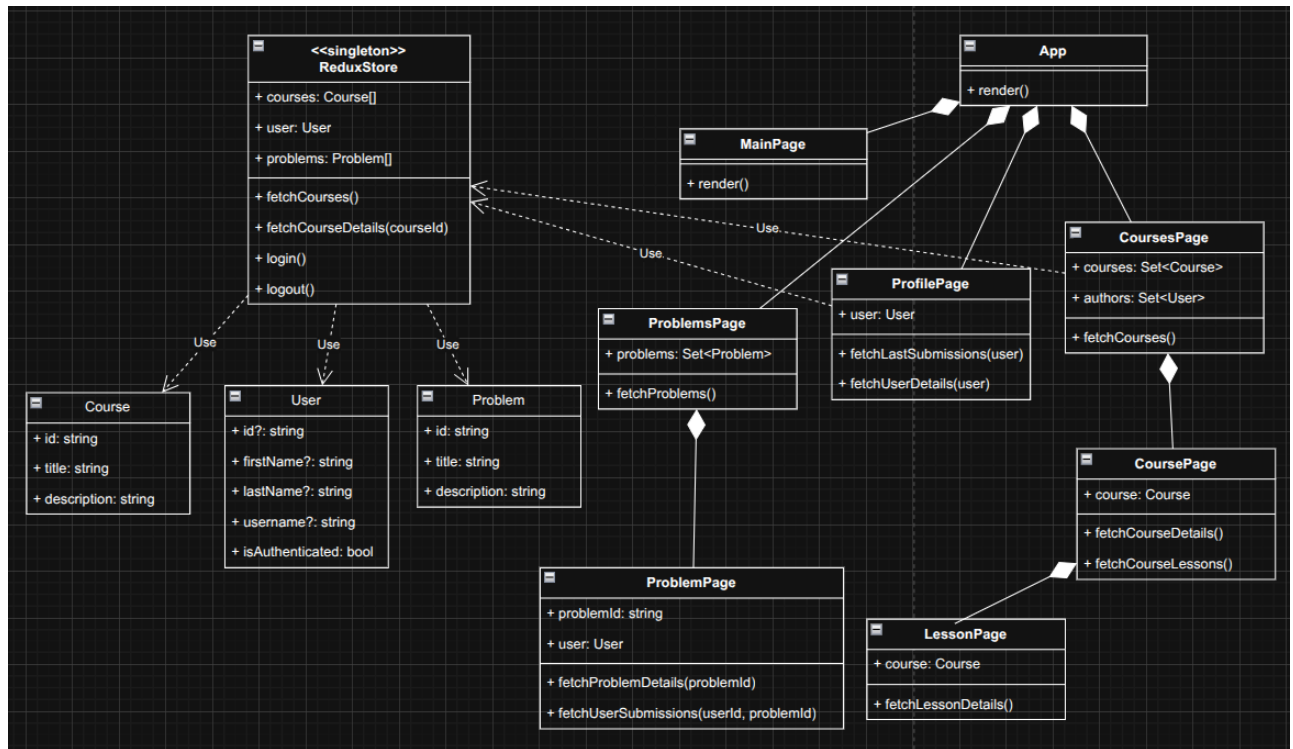 <<singleton>>
ReduxStore
+ courses: Course[]
+ user: User
+ problems: Problem[]
+ fetchCourses()
+ fetchCourseDetails(courseId)
+ login()
+ logout()
App
+ render()
MainPage
+ render()
Use
Use
CoursesPage
+ courses: Set<Course>
+ authors: Set<User>
+ fetchCourses()
ProfilePage
+ user: User
+ fetchLastSubmissions(user)
+ fetchUserDetails(user)
ProblemsPage
+ problems: Set<Problem>
+ fetchProblems()
Use
Use
Use
Course
+ id: string
+ title: string
+ description: string
User
+ id?: string
+ firstName?: string
+ lastName?: string
+ username?: string
+ isAuthenticated: bool
Problem
+ id: string
+ title: string
+ description: string
CoursePage
+ course: Course
+ fetchCourseDetails()
+ fetchCourseLessons()
ProblemPage
+ problemId: string
+ user: User
+ fetchProblemDetails(problemId)
+ fetchUserSubmissions(userId, problemId)
LessonPage
+ course: Course
+ fetchLessonDetails()